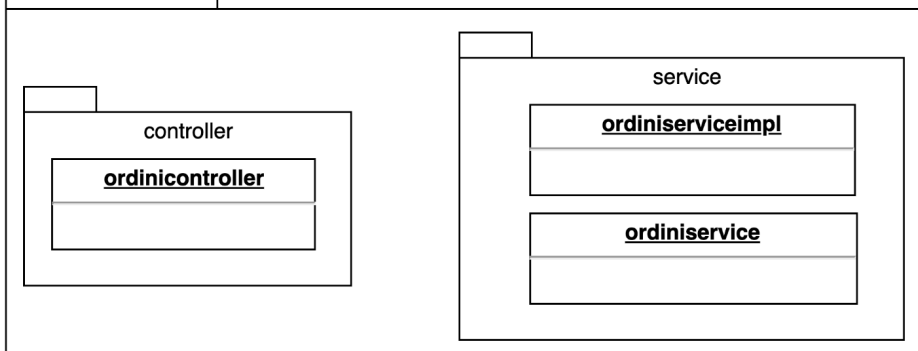 controller
ordinicontroller
service
ordiniserviceimpl
ordiniservice